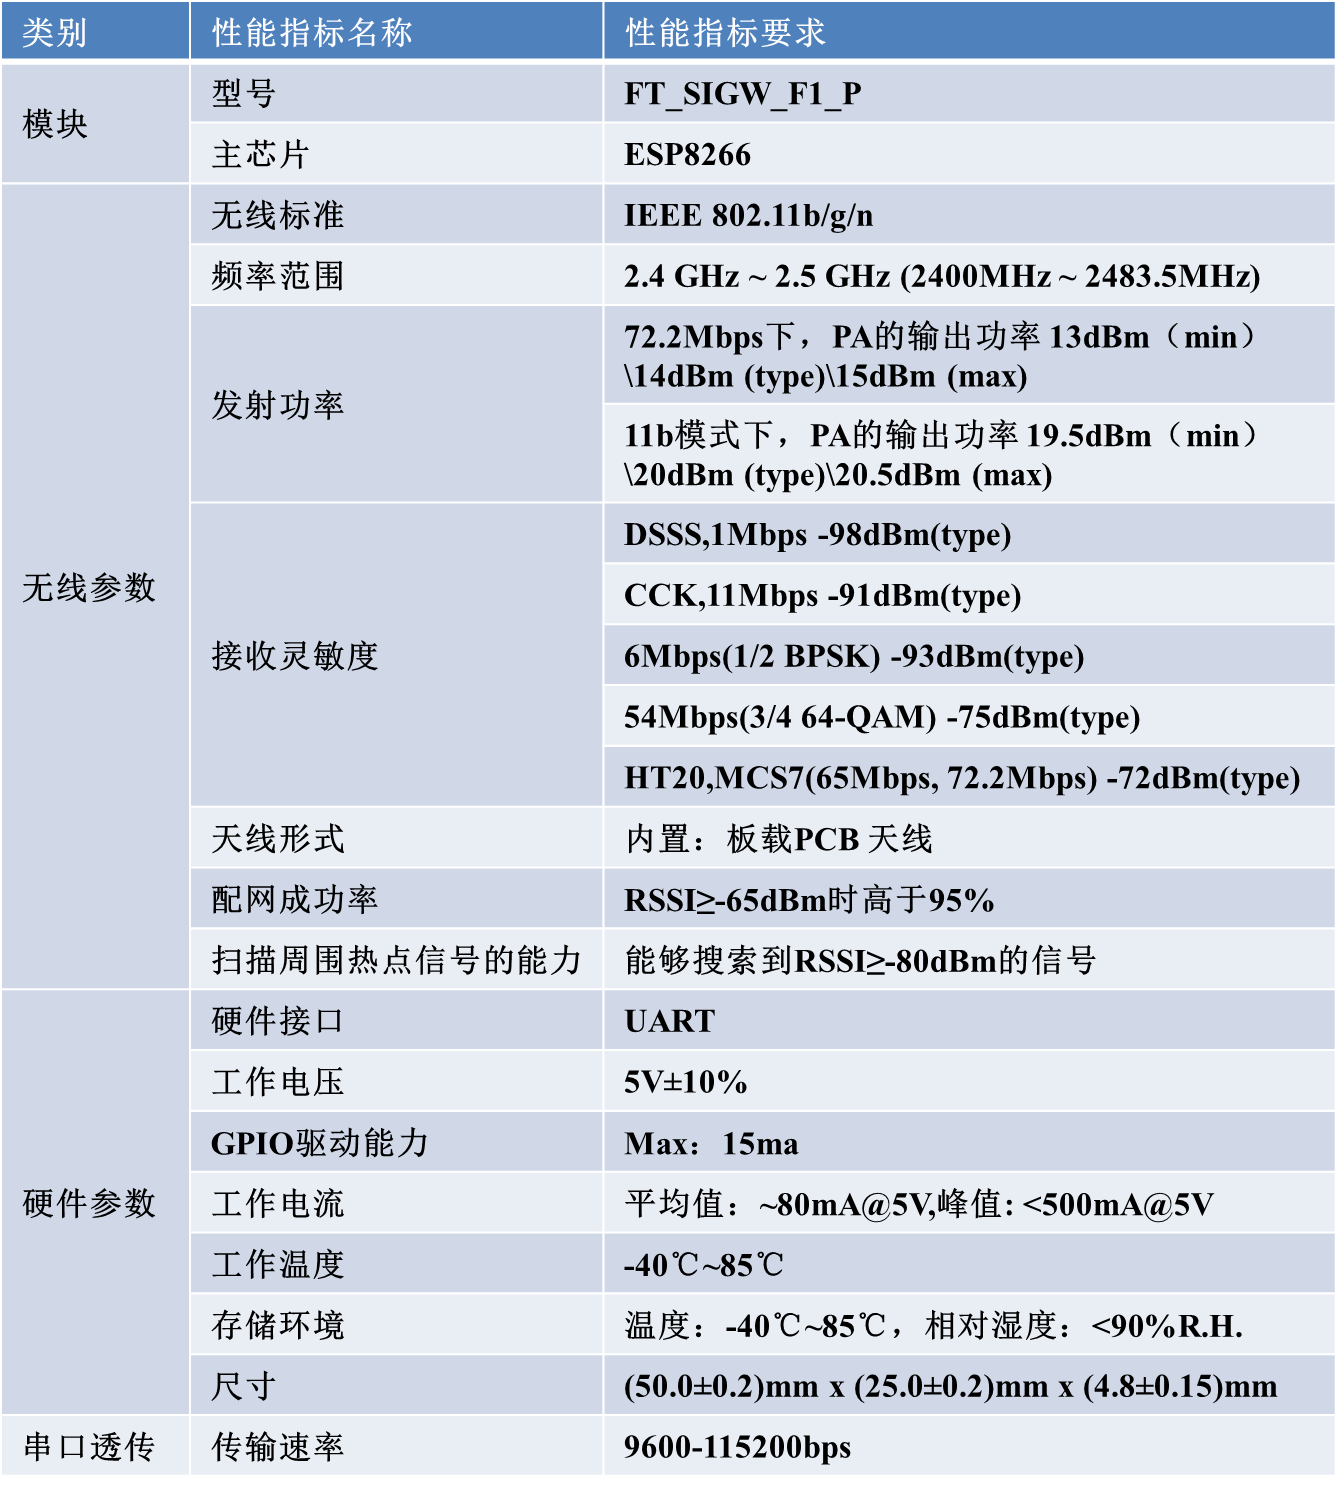 类别 性能指标名称 性能指标要求
模块 型号 FT_SIGW_F1_P
主芯片 ESP8266
无线参数 无线标准 IEEE 802.11b/g/n
频率范围 2.4 GHz ~ 2.5 GHz (2400MHz ~ 2483.5MHz)
发射功率 72.2Mbps下，PA的输出功率 13dBm（min）
\14dBm (type)\15dBm (max)
11b模式下，PA的输出功率 19.5dBm（min）
\20dBm (type)\20.5dBm (max)
接收灵敏度 DSSS,1Mbps -98dBm(type)
CCK,11Mbps -91dBm(type)
6Mbps(1/2 BPSK) -93dBm(type)
54Mbps(3/4 64-QAM) -75dBm(type)
HT20,MCS7(65Mbps, 72.2Mbps) -72dBm(type)
天线形式 内置：板载PCB 天线
配网成功率 RSSI≥-65dBm时高于95%
扫描周围热点信号的能力 能够搜索到RSSI≥-80dBm的信号
硬件参数 硬件接口 UART
工作电压 5V±10%
GPIO驱动能力 Max：15ma
工作电流 平均值：~80mA@5V,峰值: <500mA@5V
工作温度 -40℃~85℃
存储环境 温度：-40℃~85℃，相对湿度：<90%R.H.
尺寸 (50.0±0.2)mm x (25.0±0.2)mm x (4.8±0.15)mm
串口透传 传输速率 9600-115200bps